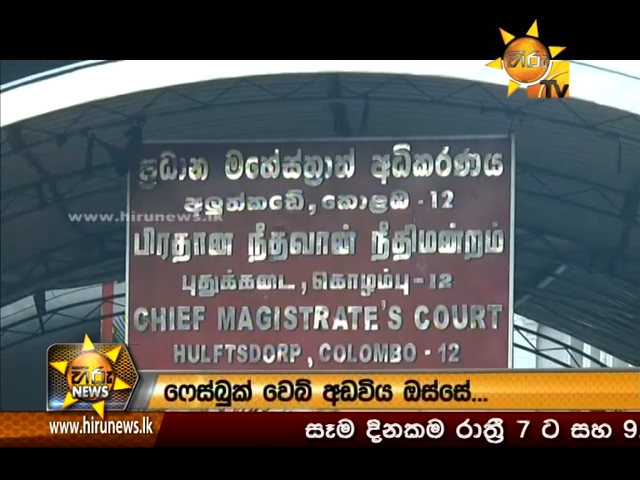 හිරු
TV
ප්‍රධාන මහේස්ත්‍රාත් අධිකරණය
අලුත්කඩේ, කොළඹ - 12
www.hirunews.lk
பிரதான நீதவான் நீதிமன்றம்
புதுக்கடை, கொழும்பு - 12
CHIEF MAGISTRATE'S COURT
HULFTSDORP, COLOMBO - 12
හිරු
NEWS
ෆෙස්බුක් වෙබ් අඩවිය ඔස්සේ...
www.hirunews.lk
සෑම දිනකම රාත්‍රී 7 ට සහ 9.